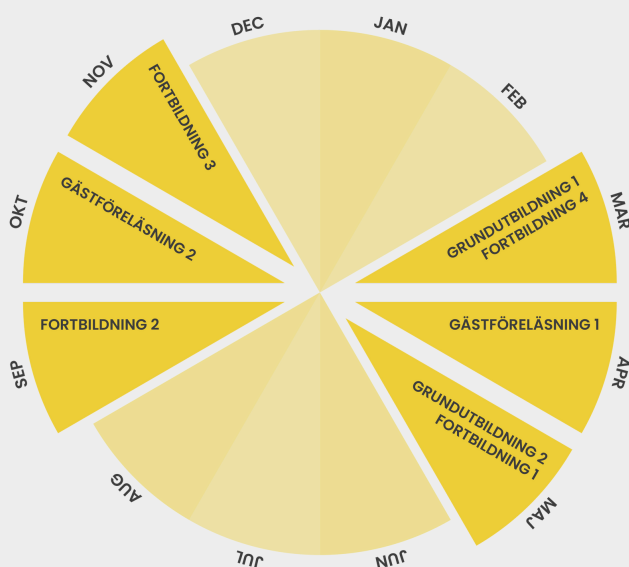 JAN
FEB
MAR
GRUNDUTBILDNING 1
FORTBILDNING 4
APR
GÄSTFÖRELÄSNING 1
MAJ
GRUNDUTBILDNING 2
FORTBILDNING 1
JUN
JUL
AUG
SEP
FORTBILDNING 2
OKT
GÄSTFÖRELÄSNING 2
NOV
FORTBILDNING 3
DEC